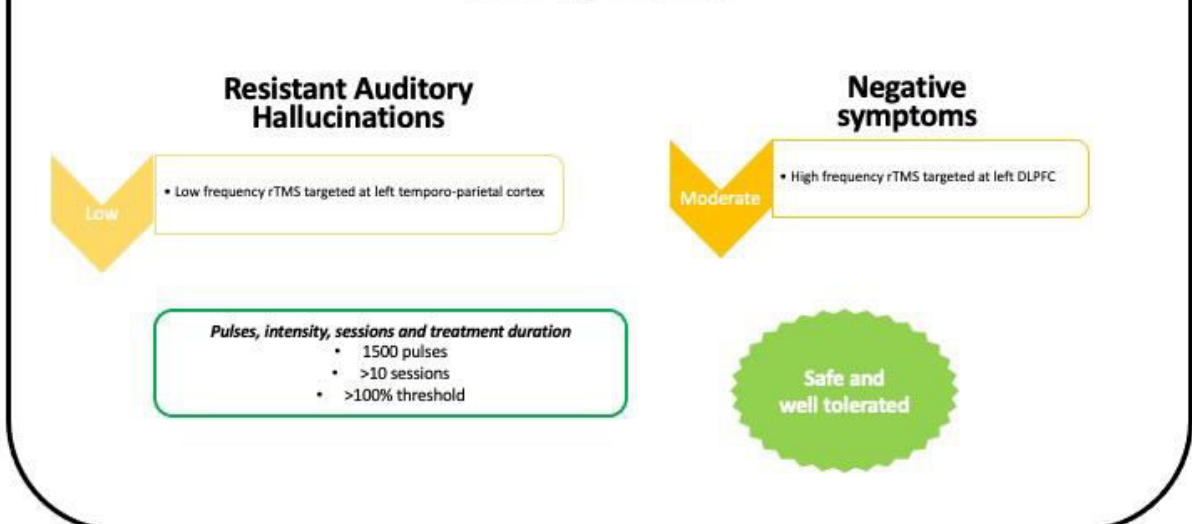 Resistant Auditory
Hallucinations
Low
• Low frequency rTMS targeted at left temporo-parietal cortex
Negative
symptoms
Moderate
• High frequency rTMS targeted at left DLPFC
Pulses, intensity, sessions and treatment duration
• 1500 pulses
• >10 sessions
• >100% threshold
Safe and
well tolerated